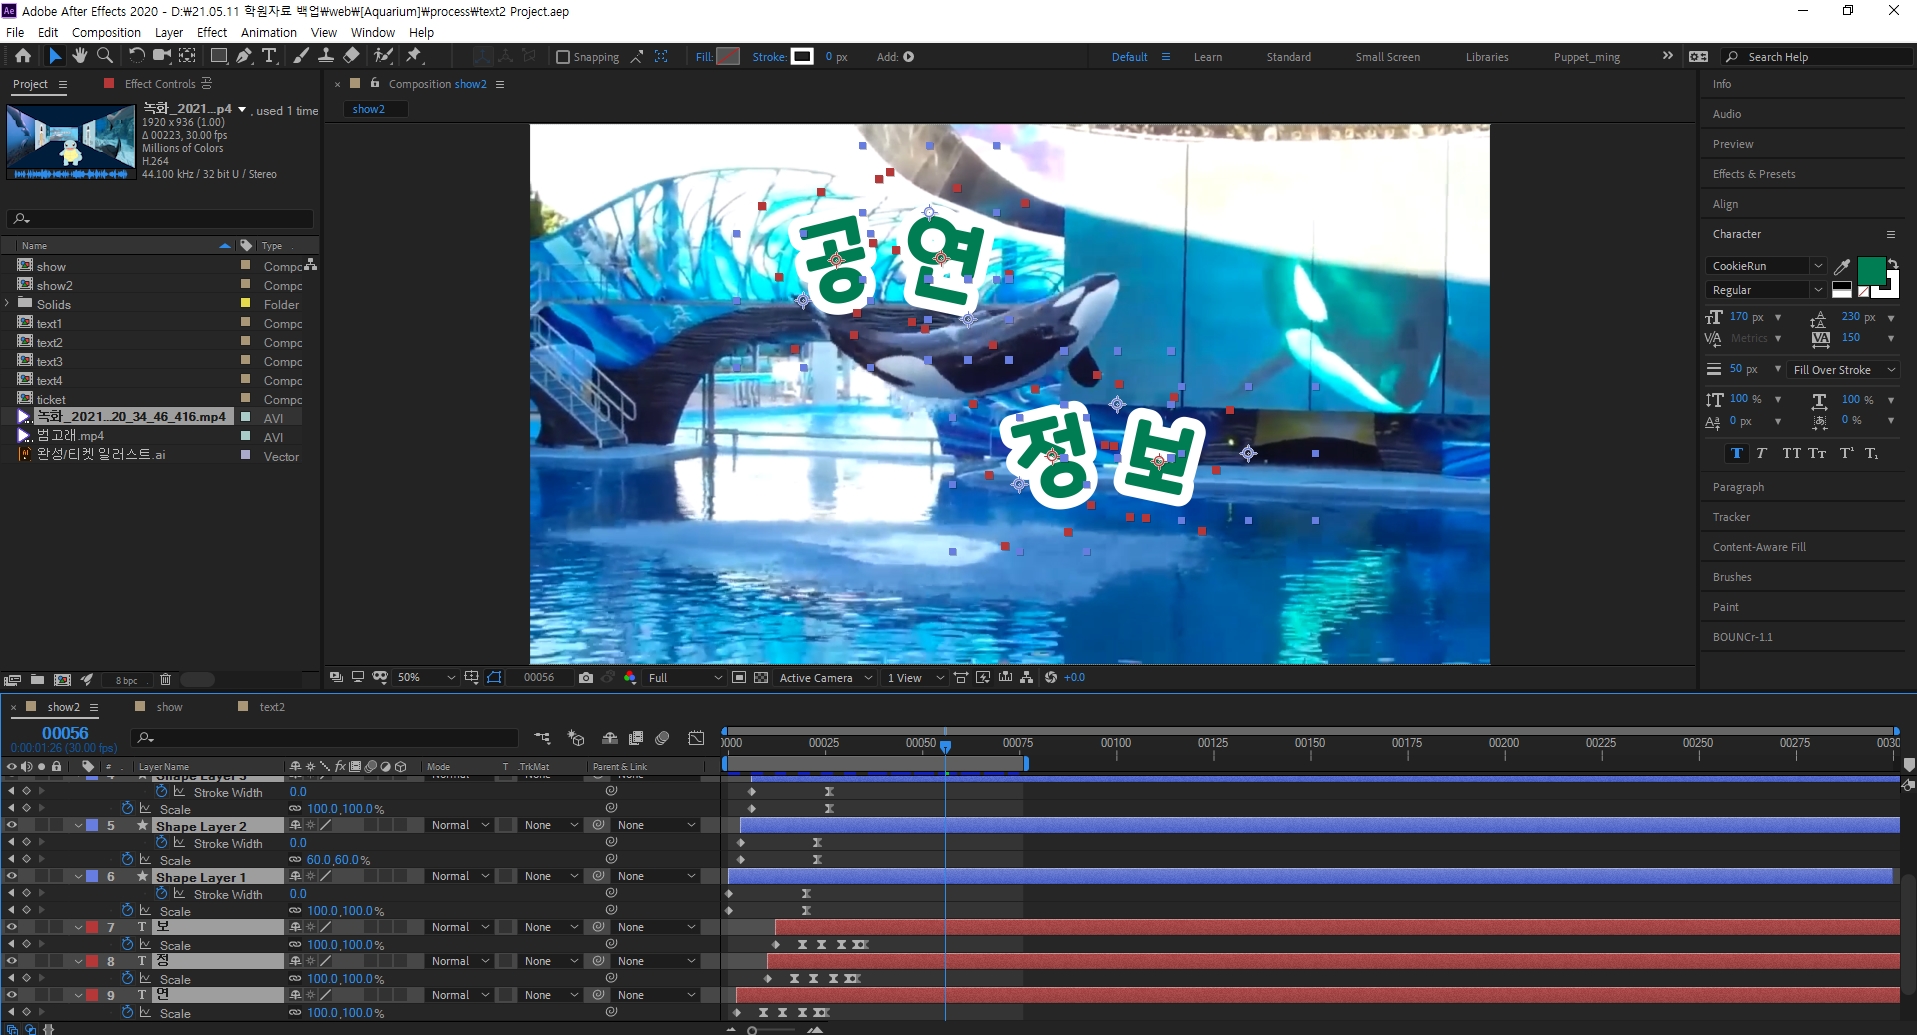 Adobe After Effects 2020 - D:₩21.05.11 학원자료 백업₩web₩[Aquarium]₩process₩text2 Project.aep
File Edit Composition Layer Effect Animation View Window Help
Snapping Fill: Stroke: 0 px Add: Default Learn Standard Small Screen Libraries Puppet_ming Search Help
Project Effect Controls 공
녹화_2021...p4 , used 1 time
1920 x 936 (1.00)
Δ 00223, 30.00 fps
Millions of Colors
H.264
44.100 kHz / 32 bit U / Stereo
Name Type
show Compo
show2 Compo
Solids Folder
text1 Compo
text2 Compo
text3 Compo
text4 Compo
ticket Compo
녹화_2021...20_34_46_416.mp4 AVI
범고래.mp4 AVI
완성/티켓 일러스트.ai Vector
8 bpc
Composition show2
show2
공연
정보
50% 00056 Full Active Camera 1 View +0.0
Info
Audio
Preview
Effects & Presets
Align
Character
CookieRun
Regular
170 px 230 px
Metrics 150
50 px Fill Over Stroke
100 % 100 %
0 px 0 %
T T TT Tт T¹ T₁
Paragraph
Tracker
Content-Aware Fill
Brushes
Paint
BOUNCr-1.1
show2 show text2
00056
0:00:01:26 (30.00 fps)
0000 00025 00050 00075 00100 00125 00150 00175 00200 00225 00250 00275 0030
# Layer Name Mode T .TrkMat Parent & Link
Shape Layer 3
Stroke Width 0.0
Scale 100.0,100.0%
5 Shape Layer 2 Normal None None
Stroke Width 0.0
Scale 60.0,60.0%
6 Shape Layer 1 Normal None None
Stroke Width 0.0
Scale 100.0,100.0%
7 T 보 Normal None None
Scale 100.0,100.0%
8 T 정 Normal None None
Scale 100.0,100.0%
9 T 연 Normal None None
Scale 100.0,100.0%